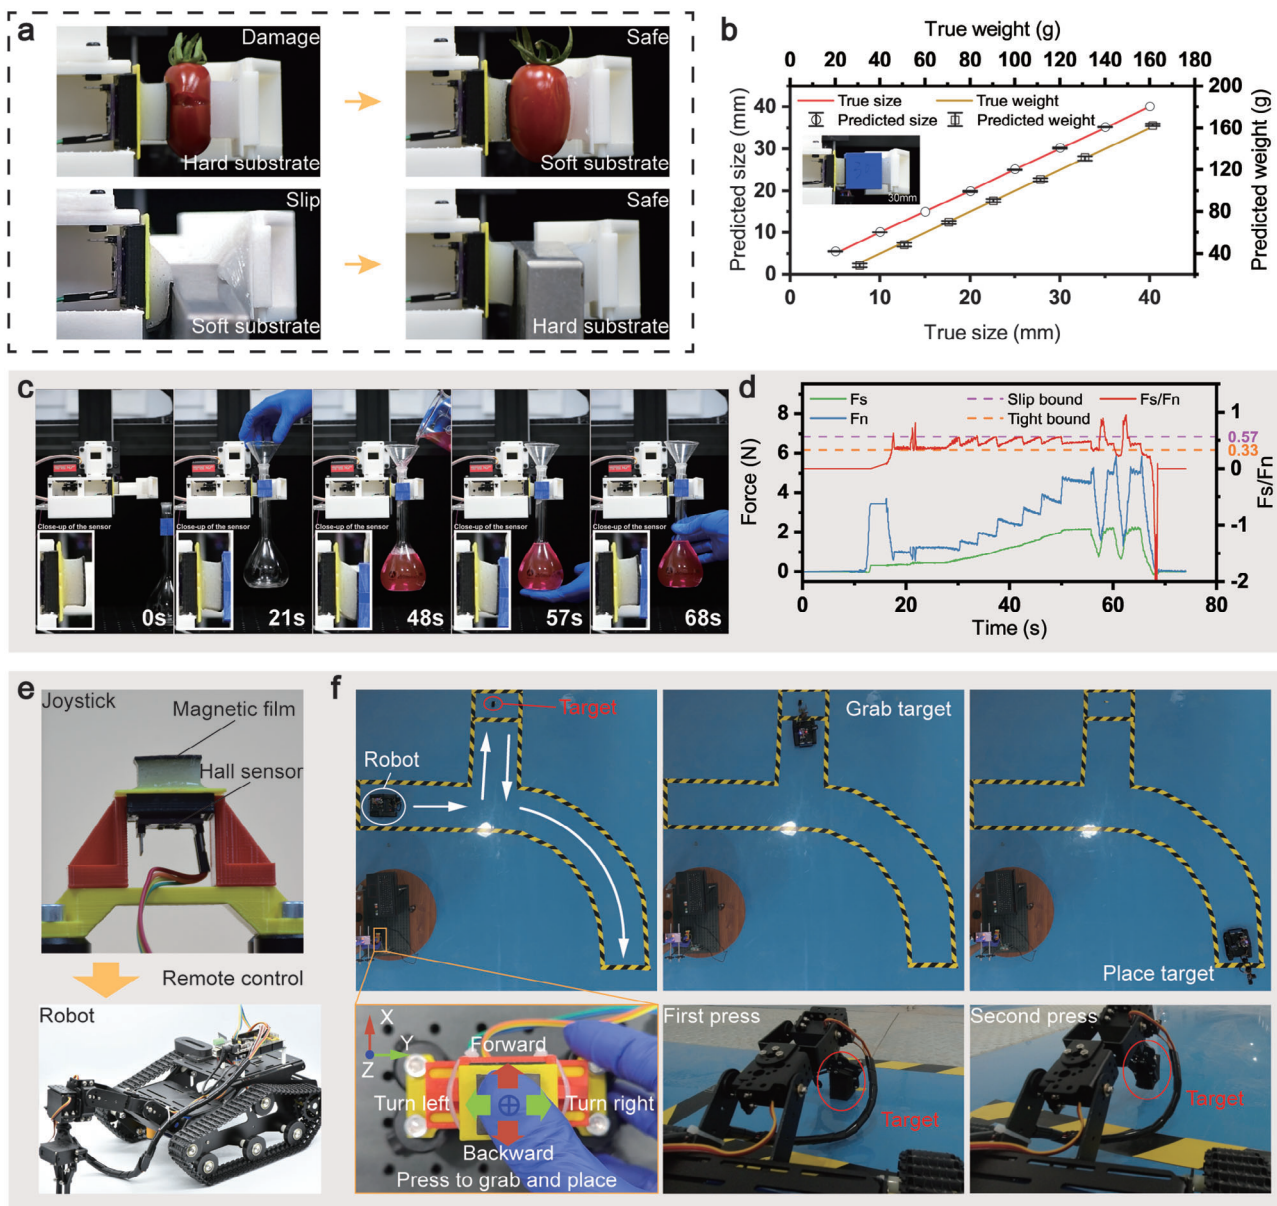 a
Damage
Hard substrate
Safe
Soft substrate
Slip
Soft substrate
Safe
Hard substrate
b
True weight (g)
0 20 40 60 80 100 120 140 160 180
True size
True weight
Predicted size
Predicted weight
30mm
Predicted size (mm)
40
30
20
10
0
Predicted weight (g)
200
160
120
80
40
0 10 20 30 40
True size (mm)
c
Close-up of the sensor
0s
Close-up of the sensor
21s
Close-up of the sensor
48s
Close-up of the sensor
57s
Close-up of the sensor
68s
d
Fs
Slip bound
Fs/Fn
Fn
Tight bound
0.57
0.33
Force (N)
8
6
4
2
0
Fs/Fn
1
0
-1
-2
0 20 40 60 80
Time (s)
e
Joystick
Magnetic film
Hall sensor
Remote control
Robot
f
Target
Robot
Grab target
Place target
X
Y
Z
Forward
Turn left
Turn right
Backward
Press to grab and place
First press
Target
Second press
Target